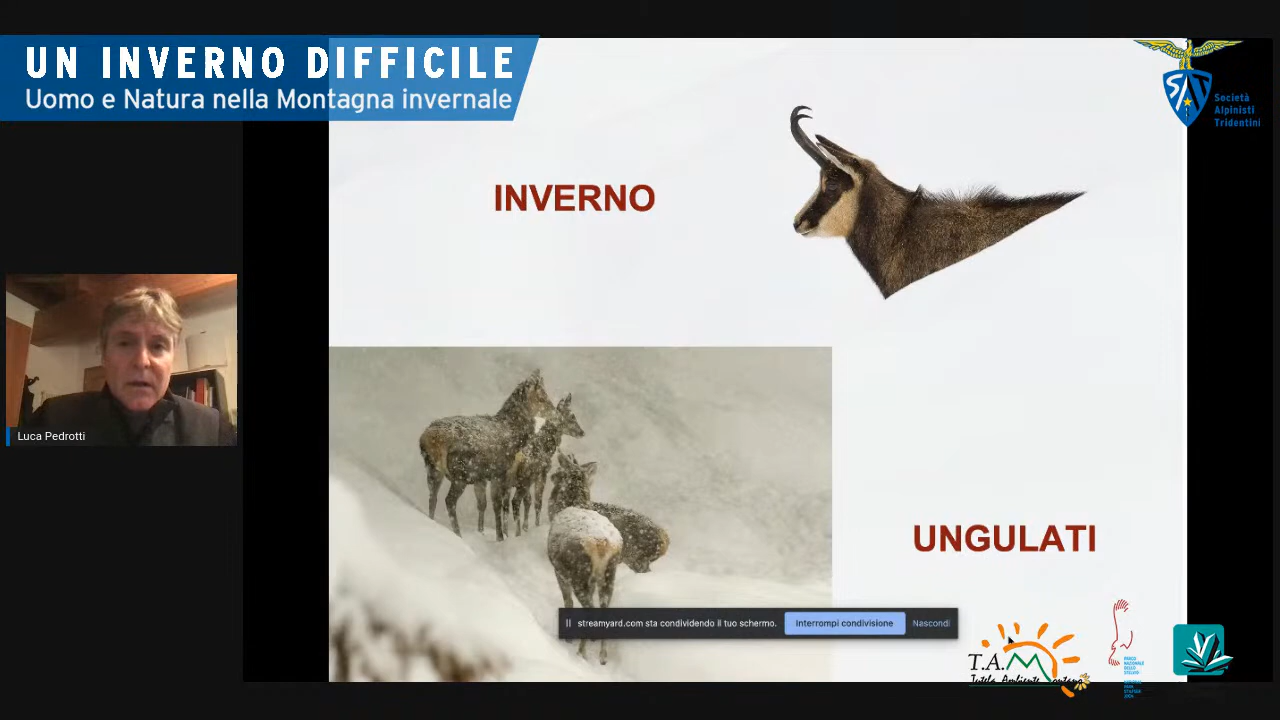 UN INVERNO DIFFICILE
Uomo e Natura nella Montagna invernale
SAT
Società
Alpinisti
Tridentini
INVERNO
Luca Pedrotti
UNGULATI
streamyard.com sta condividendo il tuo schermo.
Interrompi condivisione
Nascondi
T.A.M
Tutela Ambiente Montano
PARCO
NAZIONALE
DELLO
STELVIO